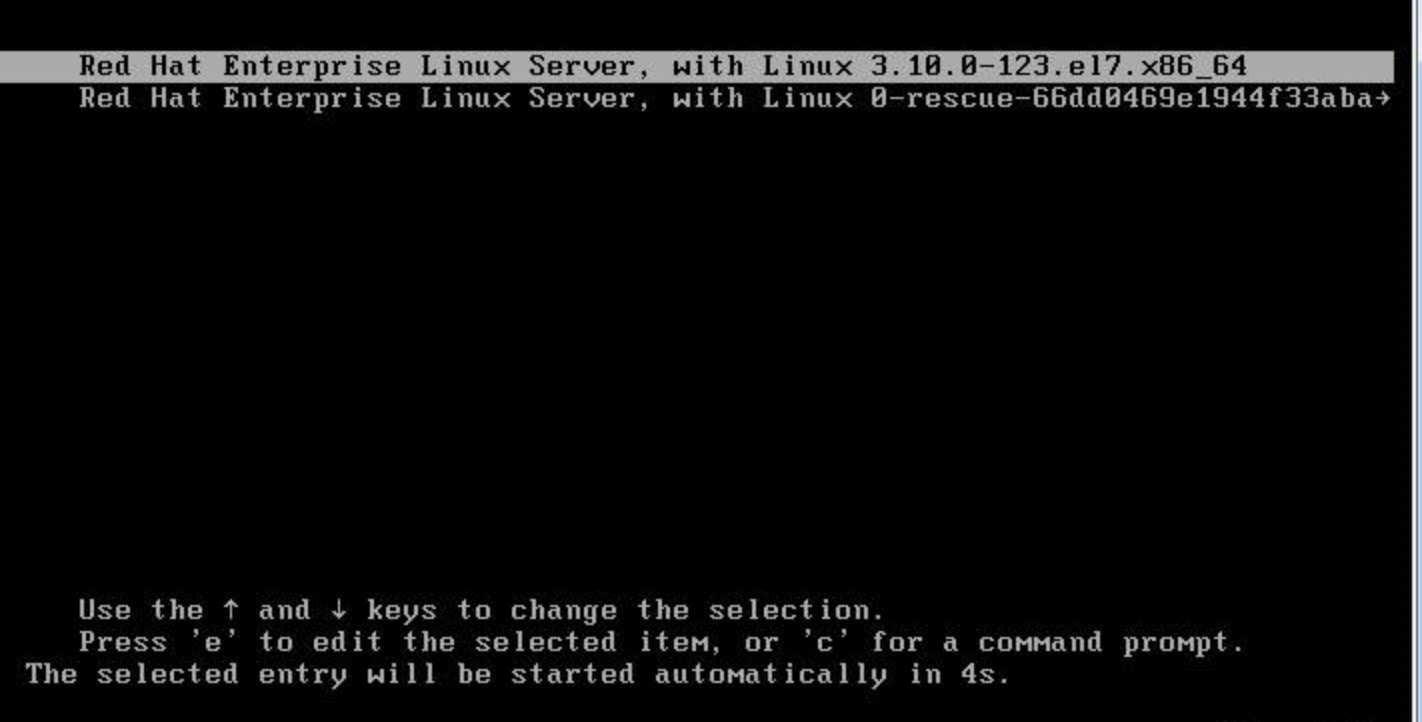 Red Hat Enterprise Linux Server, with Linux 3.10.0-123.el7.x86_64
Red Hat Enterprise Linux Server, with Linux 0-rescue-66dd0469e1944f33aba→
Use the ↑ and ↓ keys to change the selection.
Press 'e' to edit the selected item, or 'c' for a command prompt.
The selected entry will be started automatically in 4s.